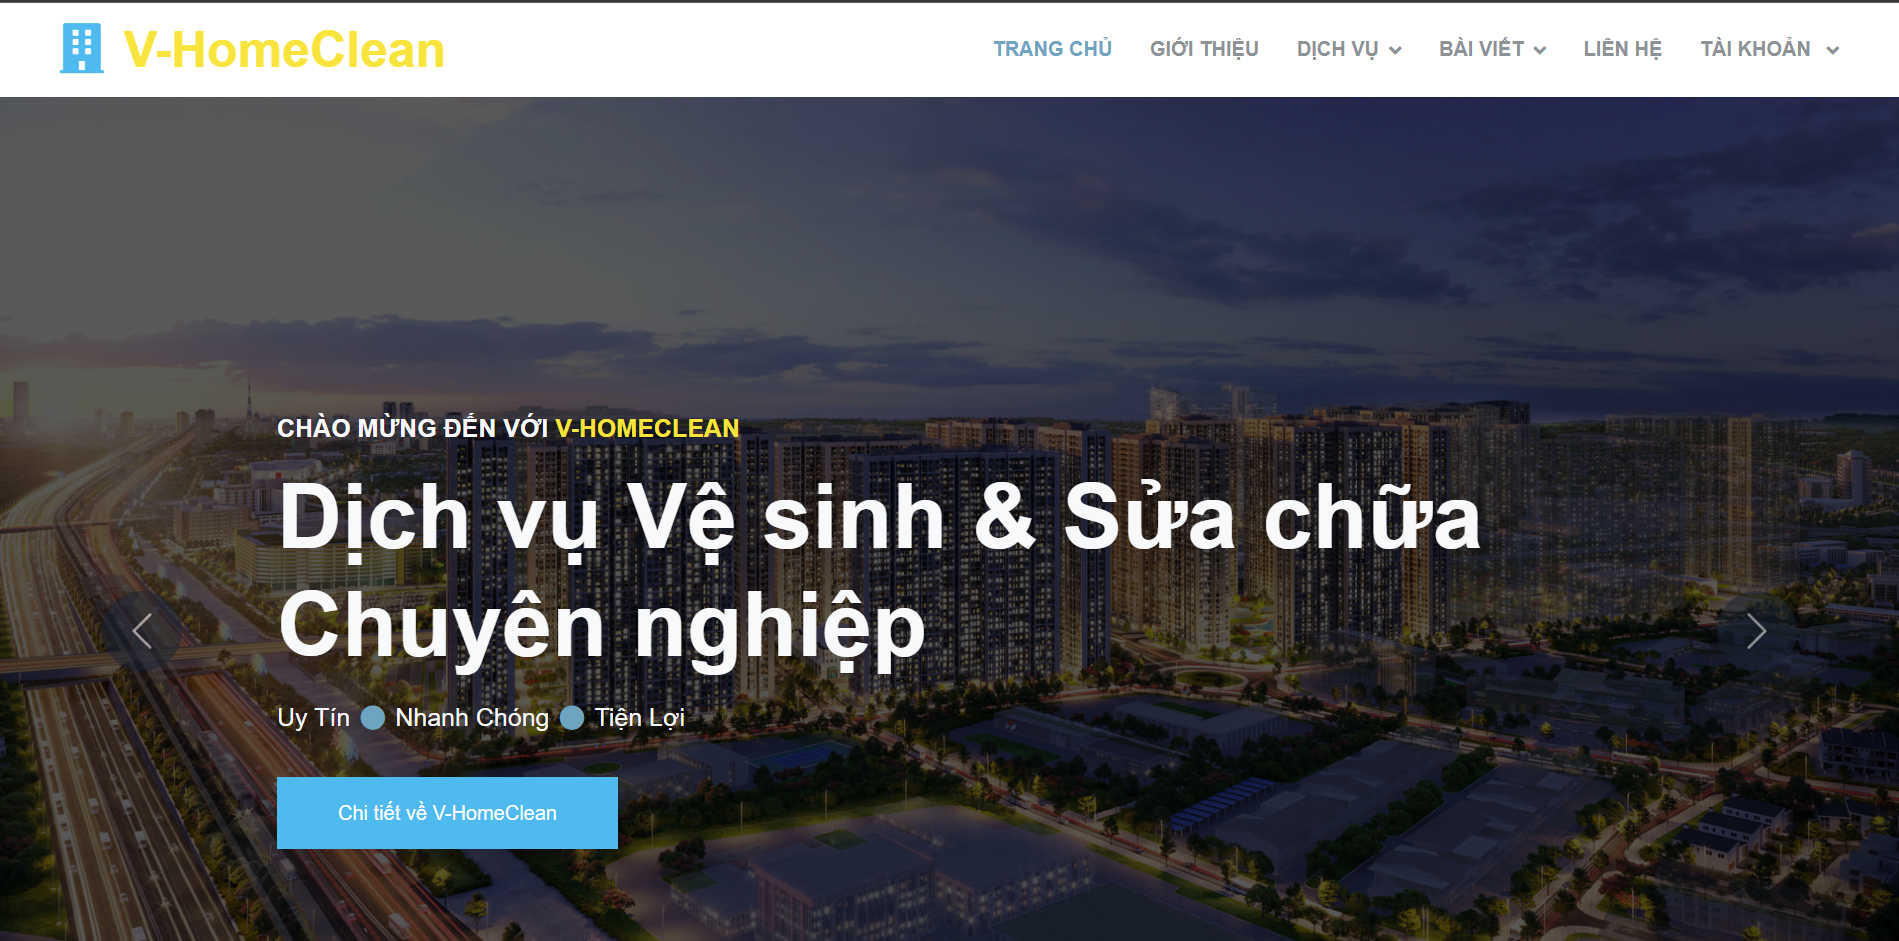 V-HomeClean
TRANG CHỦ GIỚI THIỆU DỊCH VỤ BÀI VIẾT LIÊN HỆ TÀI KHOẢN
CHÀO MỪNG ĐẾN VỚI V-HOMECLEAN
Dịch vụ Vệ sinh & Sửa chữa
Chuyên nghiệp
Uy Tín Nhanh Chóng Tiện Lợi
Chi tiết về V-HomeClean